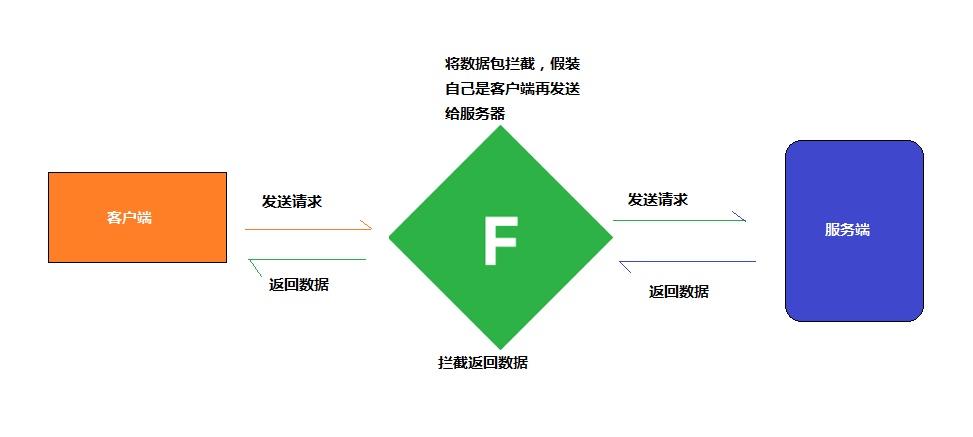 将数据包拦截，假装
自己是客户端再发送
给服务器
客户端
发送请求
返回数据
F
发送请求
返回数据
服务端
拦截返回数据